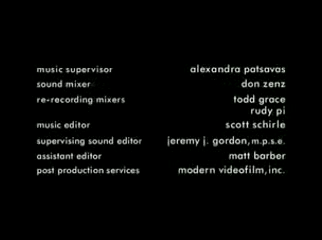 music supervisor alexandra patsavas
sound mixer don zenz
re-recording mixers todd grace
rudy pi
music editor scott schirle
supervising sound editor jeremy j. gordon, m.p.s.e.
assistant editor matt barber
post production services modern videofilm, inc.